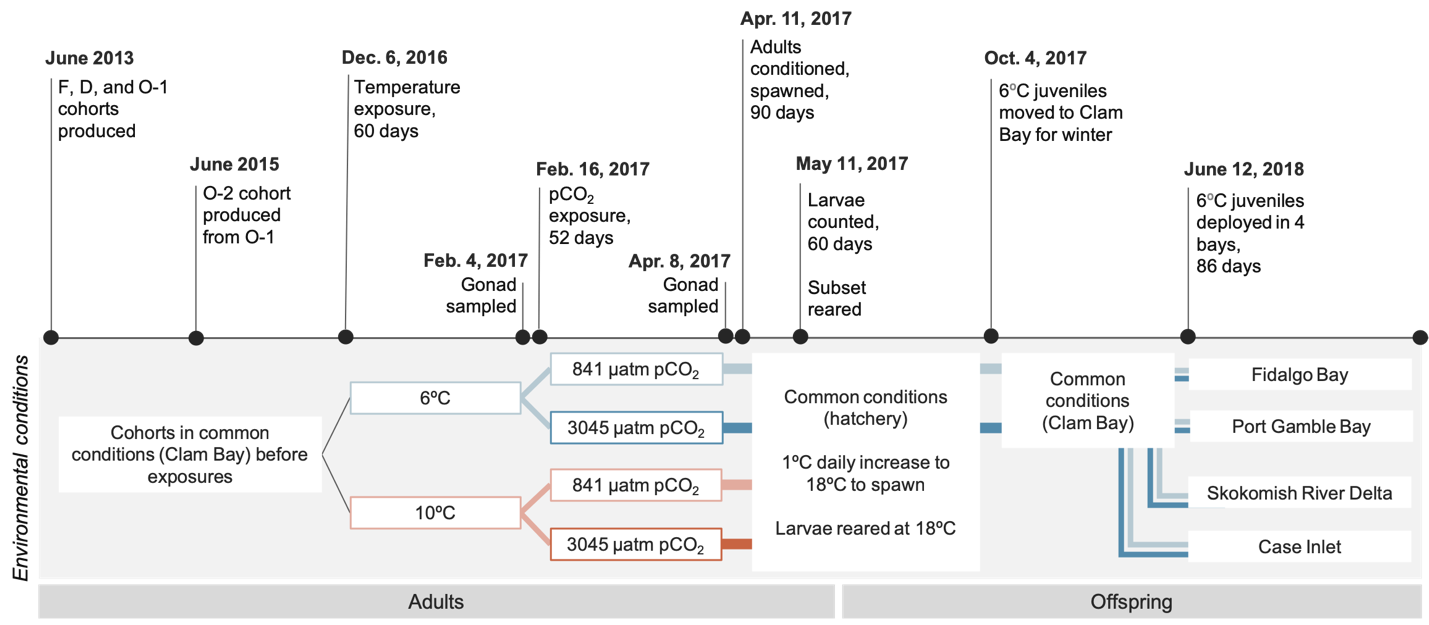 June 2013
F, D, and O-1
cohorts
produced
June 2015
O-2 cohort
produced
from O-1
Dec. 6, 2016
Temperature
exposure,
60 days
Feb. 4, 2017
Gonad
sampled
Feb. 16, 2017
pCO₂
exposure,
52 days
Apr. 8, 2017
Gonad
sampled
Apr. 11, 2017
Adults
conditioned,
spawned,
90 days
May 11, 2017
Larvae
counted,
60 days
Subset
reared
Oct. 4, 2017
6ºC juveniles
moved to Clam
Bay for winter
June 12, 2018
6ºC juveniles
deployed in 4
bays,
86 days
Environmental conditions
Cohorts in common
conditions (Clam Bay) before
exposures
6ºC
10ºC
841 µatm pCO₂
3045 µatm pCO₂
841 µatm pCO₂
3045 µatm pCO₂
Common conditions
(hatchery)
1ºC daily increase to
18ºC to spawn
Larvae reared at 18ºC
Common
conditions
(Clam Bay)
Fidalgo Bay
Port Gamble Bay
Skokomish River Delta
Case Inlet
Adults
Offspring